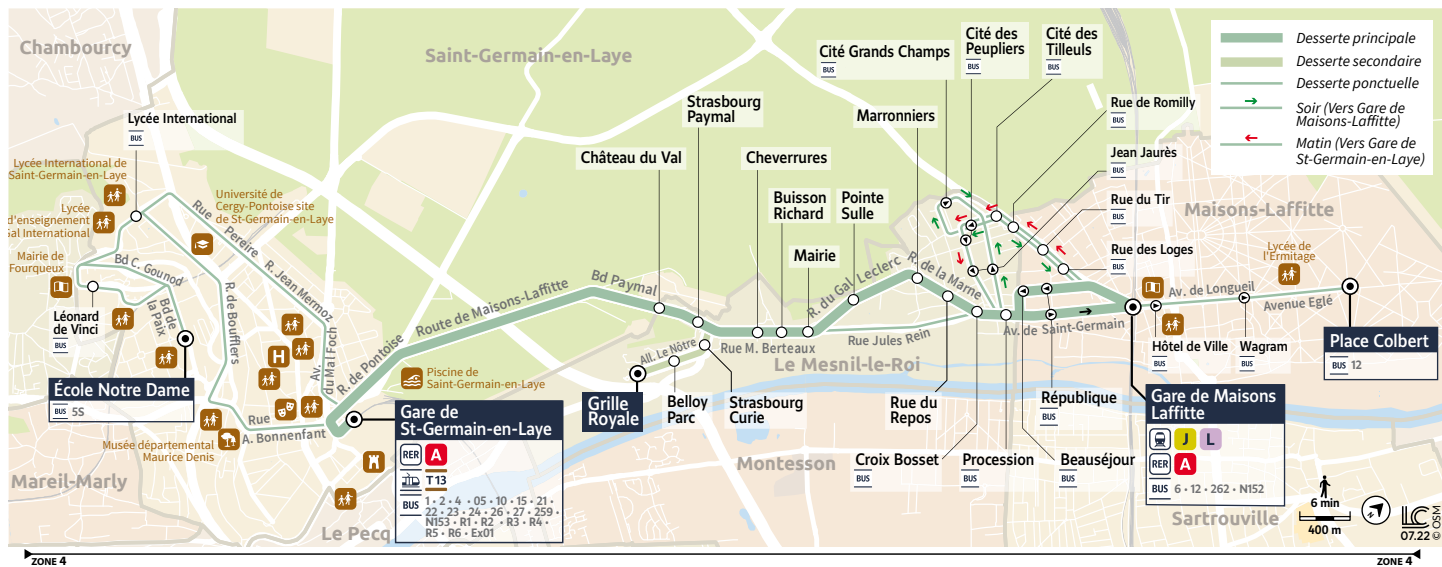 Chambourcy
Saint-Germain-en-Laye
Cité Grands Champs
BUS
Cité des
Peupliers
BUS
Cité des
Tilleuls
BUS
Desserte principale
Desserte secondaire
Desserte ponctuelle
Soir (Vers Gare de
Maisons-Laffitte)
Matin (Vers Gare de
St-Germain-en-Laye)
Lycée International
BUS
Strasbourg
Paymal
Marronniers
Rue de Romilly
BUS
Château du Val
Cheverrures
Jean Jaurès
BUS
Lycée International de
Saint-Germain-en-Laye
Université de
Cergy-Pontoise site
de St-Germain-en-Laye
Buisson
Richard
Pointe
Sulle
Rue du Tir
BUS
Maisons-Laffitte
Lycée
d'enseignement
Gal International
Rue
Pereire
R. Jean Mermoz
Mairie
Rue des Loges
BUS
Lycée de
l'Ermitage
Mairie de
Fourqueux
Bd C. Gounod
Bd de
la Paix
R. de Boufflers
Av.
du Mal Foch
Route de Maisons-Laffitte
Bd Paymal
R. du Gal Leclerc
R. de la Marne
Av. de Longueil
Avenue Eglé
Léonard
de Vinci
BUS
H
R. de Pontoise
All. Le Nôtre
Rue M. Berteaux
Rue Jules Rein
Av. de Saint-Germain
Hôtel de Ville
BUS
Wagram
BUS
Place Colbert
BUS 12
École Notre Dame
BUS 5S
Piscine de
Saint-Germain-en-Laye
Le Mesnil-le-Roi
Grille
Royale
Belloy
Parc
Strasbourg
Curie
Rue du
Repos
République
BUS
Gare de Maisons
Laffitte
J L
RER A
BUS 6 • 12 • 262 • N152
Rue
A. Bonnenfant
Musée départemental
Maurice Denis
Gare de
St-Germain-en-Laye
RER A
T 13
BUS
1 • 2 • 4 • 05 • 10 • 15 • 21 •
22 • 23 • 24 • 26 • 27 • 259 •
N153 • R1 • R2 • R3 • R4 •
R5 • R6 • Ex01
Croix Bosset
BUS
Procession
BUS
Beauséjour
BUS
Montesson
Mareil-Marly
Le Pecq
Sartrouville
6 min
400 m
LC
07.22 © OSM
ZONE 4
ZONE 4